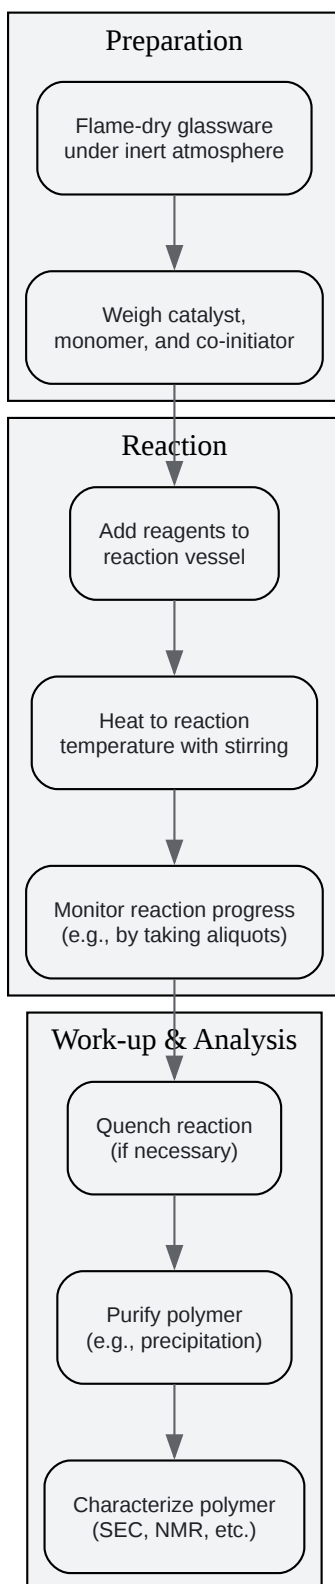 Preparation
Flame-dry glassware
under inert atmosphere
Weigh catalyst,
monomer, and co-initiator
Reaction
Add reagents to
reaction vessel
Heat to reaction
temperature with stirring
Monitor reaction progress
(e.g., by taking aliquots)
Work-up & Analysis
Quench reaction
(if necessary)
Purify polymer
(e.g., precipitation)
Characterize polymer
(SEC, NMR, etc.)